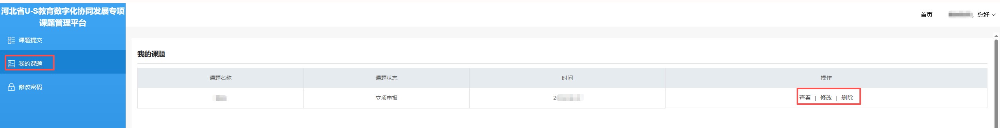 河北省U-S教育数字化协同发展专项
课题管理平台
首页
，您好
课题提交
我的课题
修改密码
我的课题
课题名称 课题状态 时间 操作
立项申报 2 查看 | 修改 | 删除